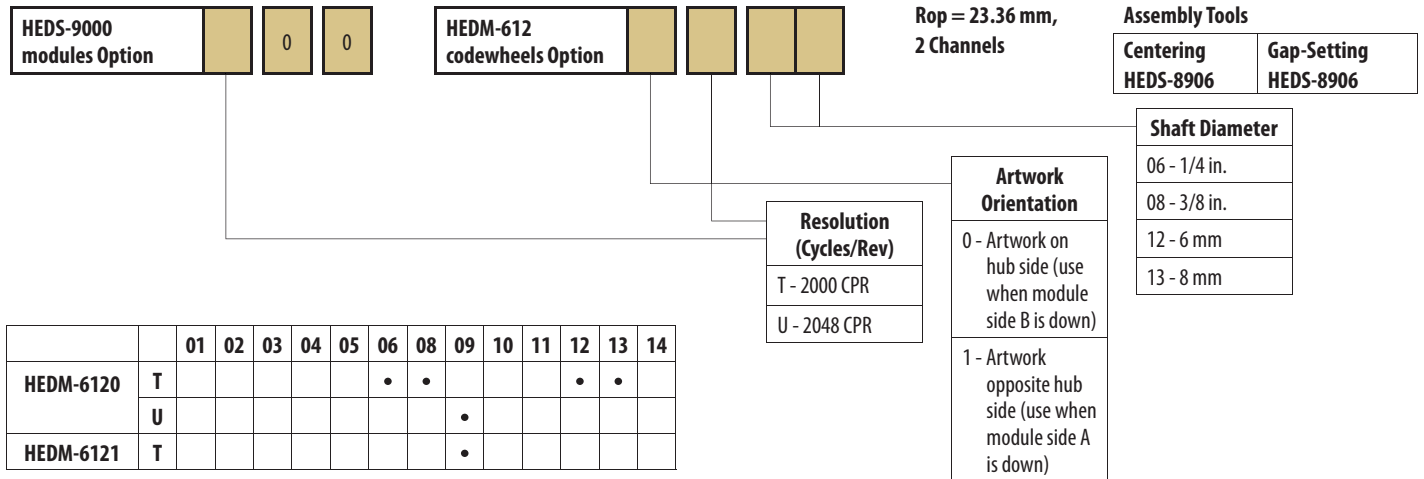 HEDS-9000
modules Option
0
0
HEDM-612
codewheels Option
Rop = 23.36 mm,
2 Channels
Assembly Tools
Centering
HEDS-8906
Gap-Setting
HEDS-8906
Shaft Diameter
06 - 1/4 in.
08 - 3/8 in.
12 - 6 mm
13 - 8 mm
Artwork
Orientation
0 - Artwork on
hub side (use
when module
side B is down)
1 - Artwork
opposite hub
side (use when
module side A
is down)
Resolution
(Cycles/Rev)
T - 2000 CPR
U - 2048 CPR
01 02 03 04 05 06 08 09 10 11 12 13 14
HEDM-6120 T • • • •
U •
HEDM-6121 T •